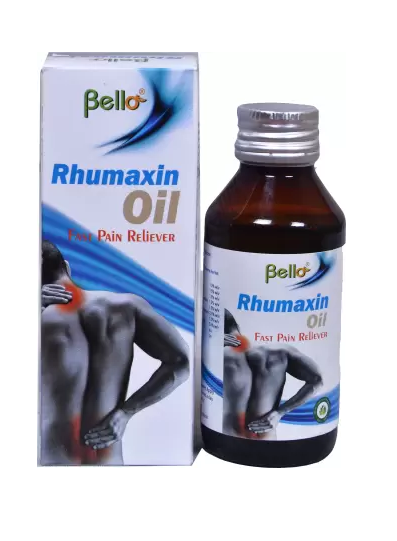 Bello®
Rhumaxin
Oil
Fast Pain Reliever
Bello
Rhumaxin
Oil
Fast Pain Reliever